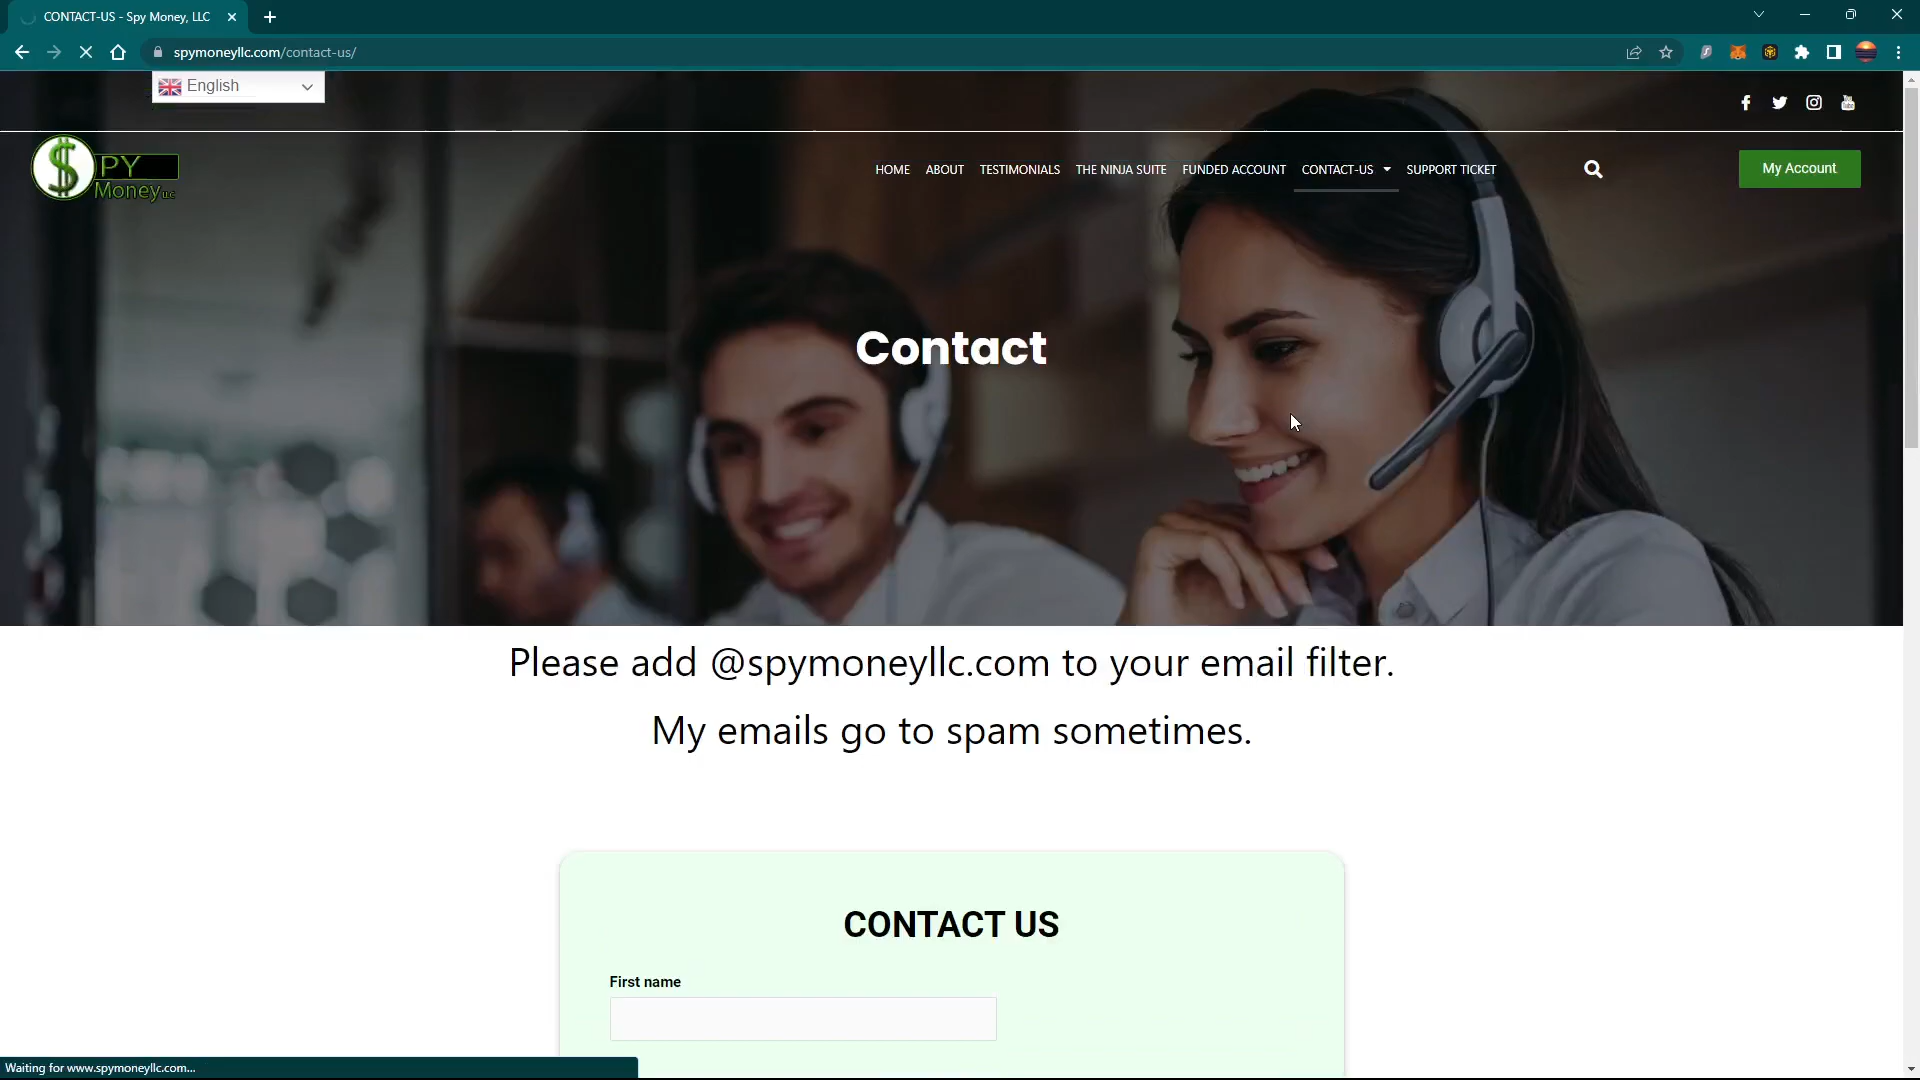 CONTACT-US - Spy Money, LLC
spymoneyllc.com/contact-us/
English
$PY
Money LLC
HOME ABOUT TESTIMONIALS THE NINJA SUITE FUNDED ACCOUNT CONTACT-US SUPPORT TICKET
My Account
Contact
Please add @spymoneyllc.com to your email filter.
My emails go to spam sometimes.
CONTACT US
First name
Waiting for www.spymoneyllc.com...